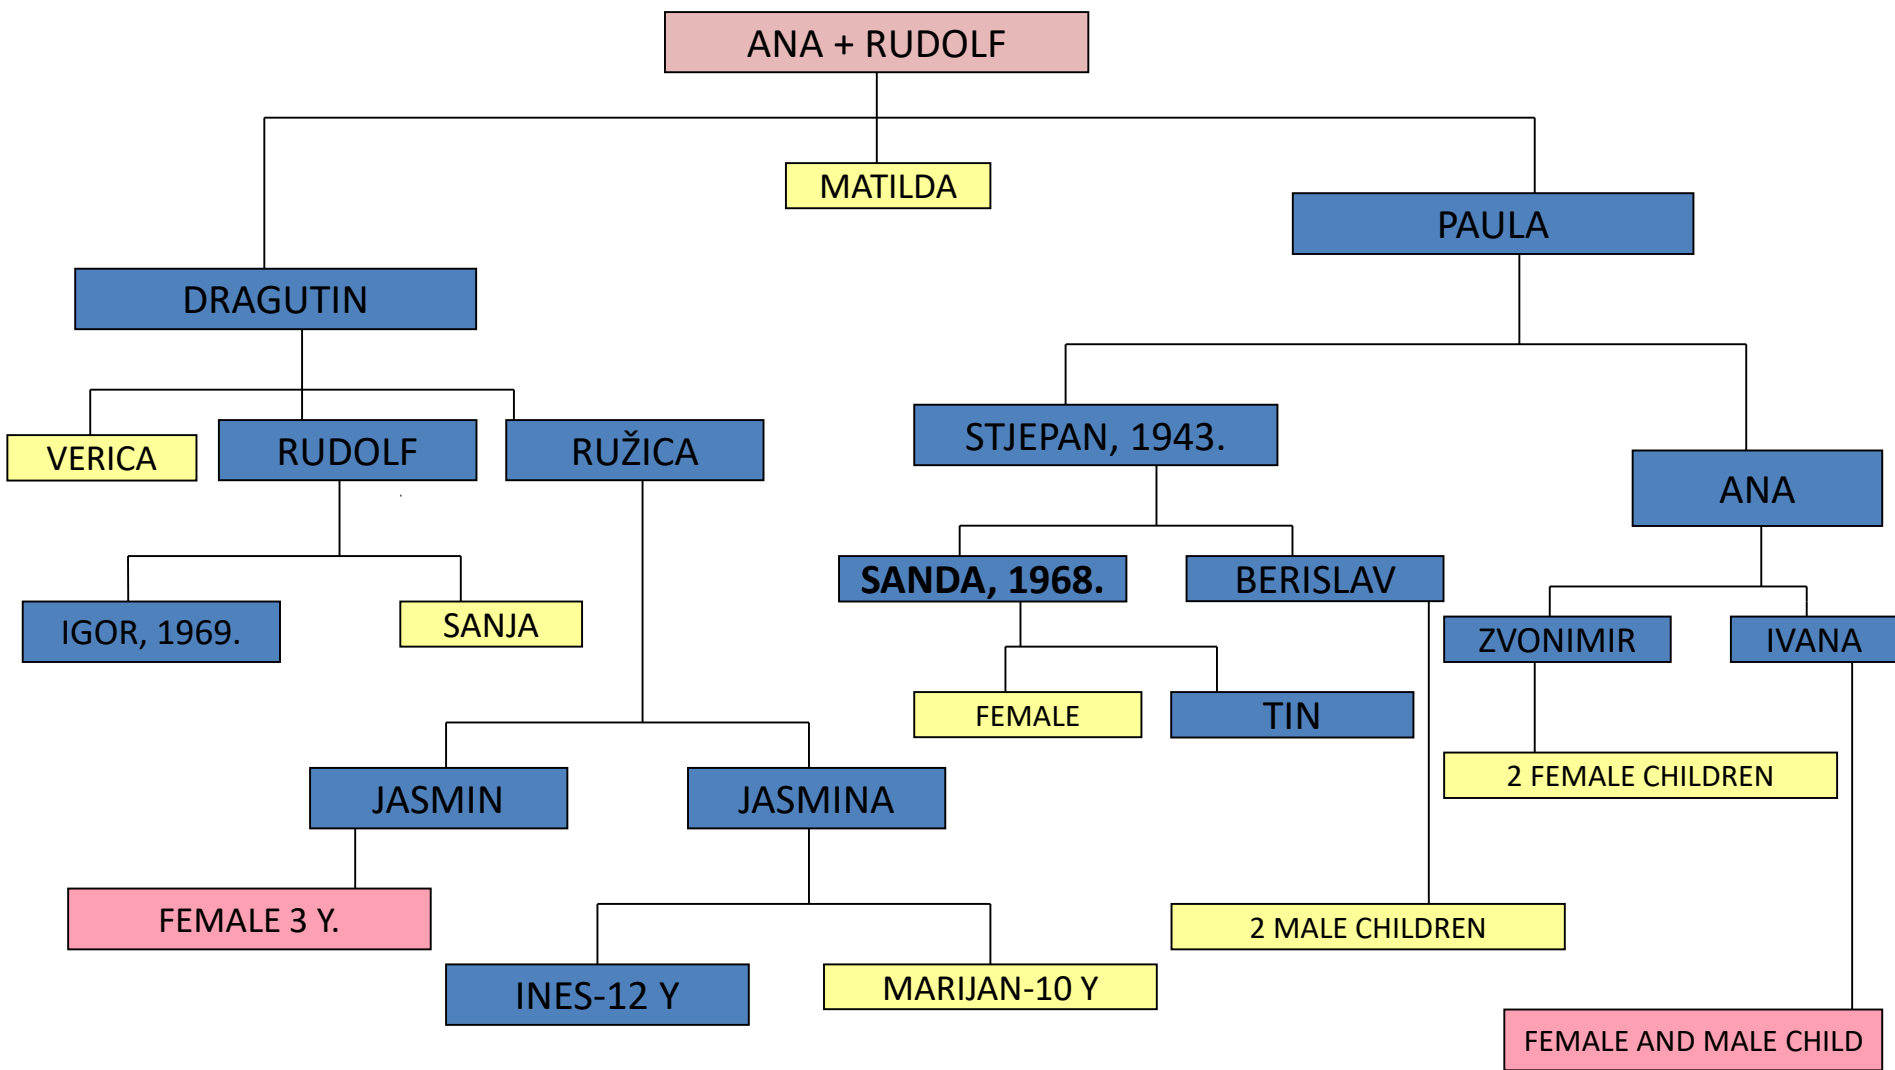 ANA + RUDOLF
MATILDA
PAULA
DRAGUTIN
VERICA
RUDOLF
RUŽICA
STJEPAN, 1943.
ANA
SANDA, 1968.
BERISLAV
IGOR, 1969.
SANJA
ZVONIMIR
IVANA
FEMALE
TIN
2 FEMALE CHILDREN
JASMIN
JASMINA
FEMALE 3 Y.
2 MALE CHILDREN
INES-12 Y
MARIJAN-10 Y
FEMALE AND MALE CHILD